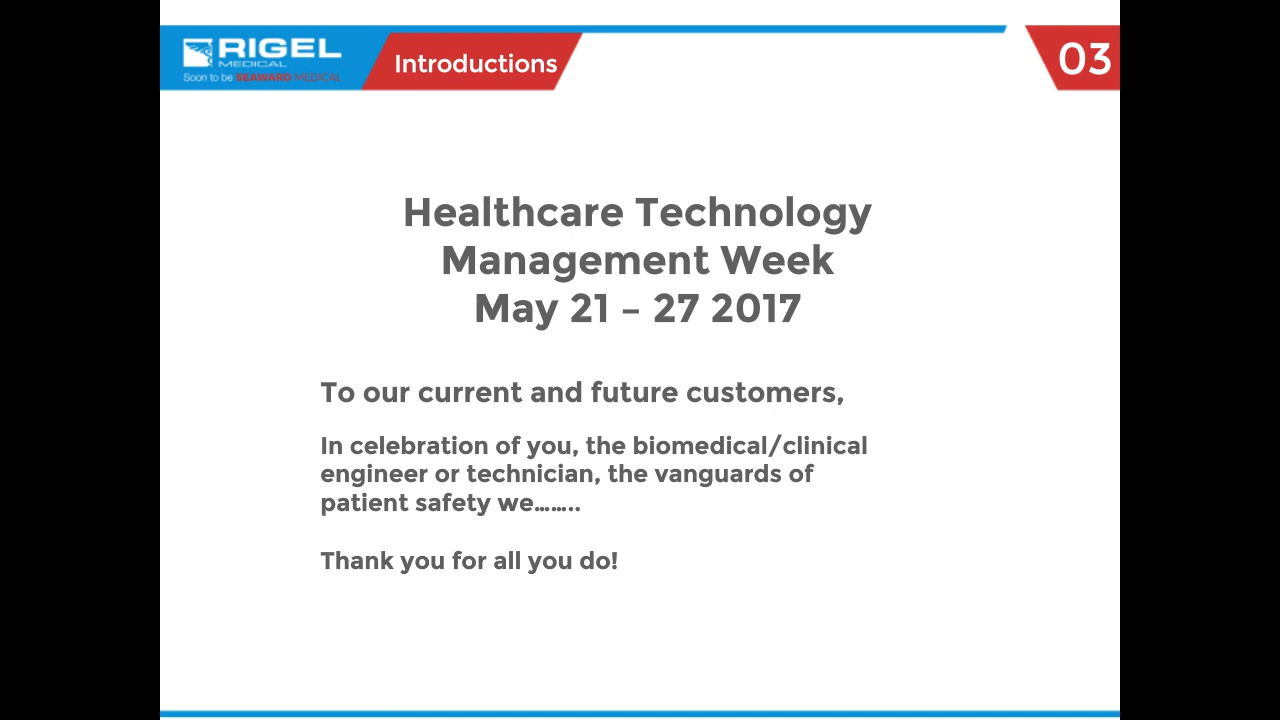 RIGEL
MEDICAL
Soon to be SEAWARD MEDICAL
Introductions
03
Healthcare Technology
Management Week
May 21 – 27 2017
To our current and future customers,
In celebration of you, the biomedical/clinical
engineer or technician, the vanguards of
patient safety we……..
Thank you for all you do!